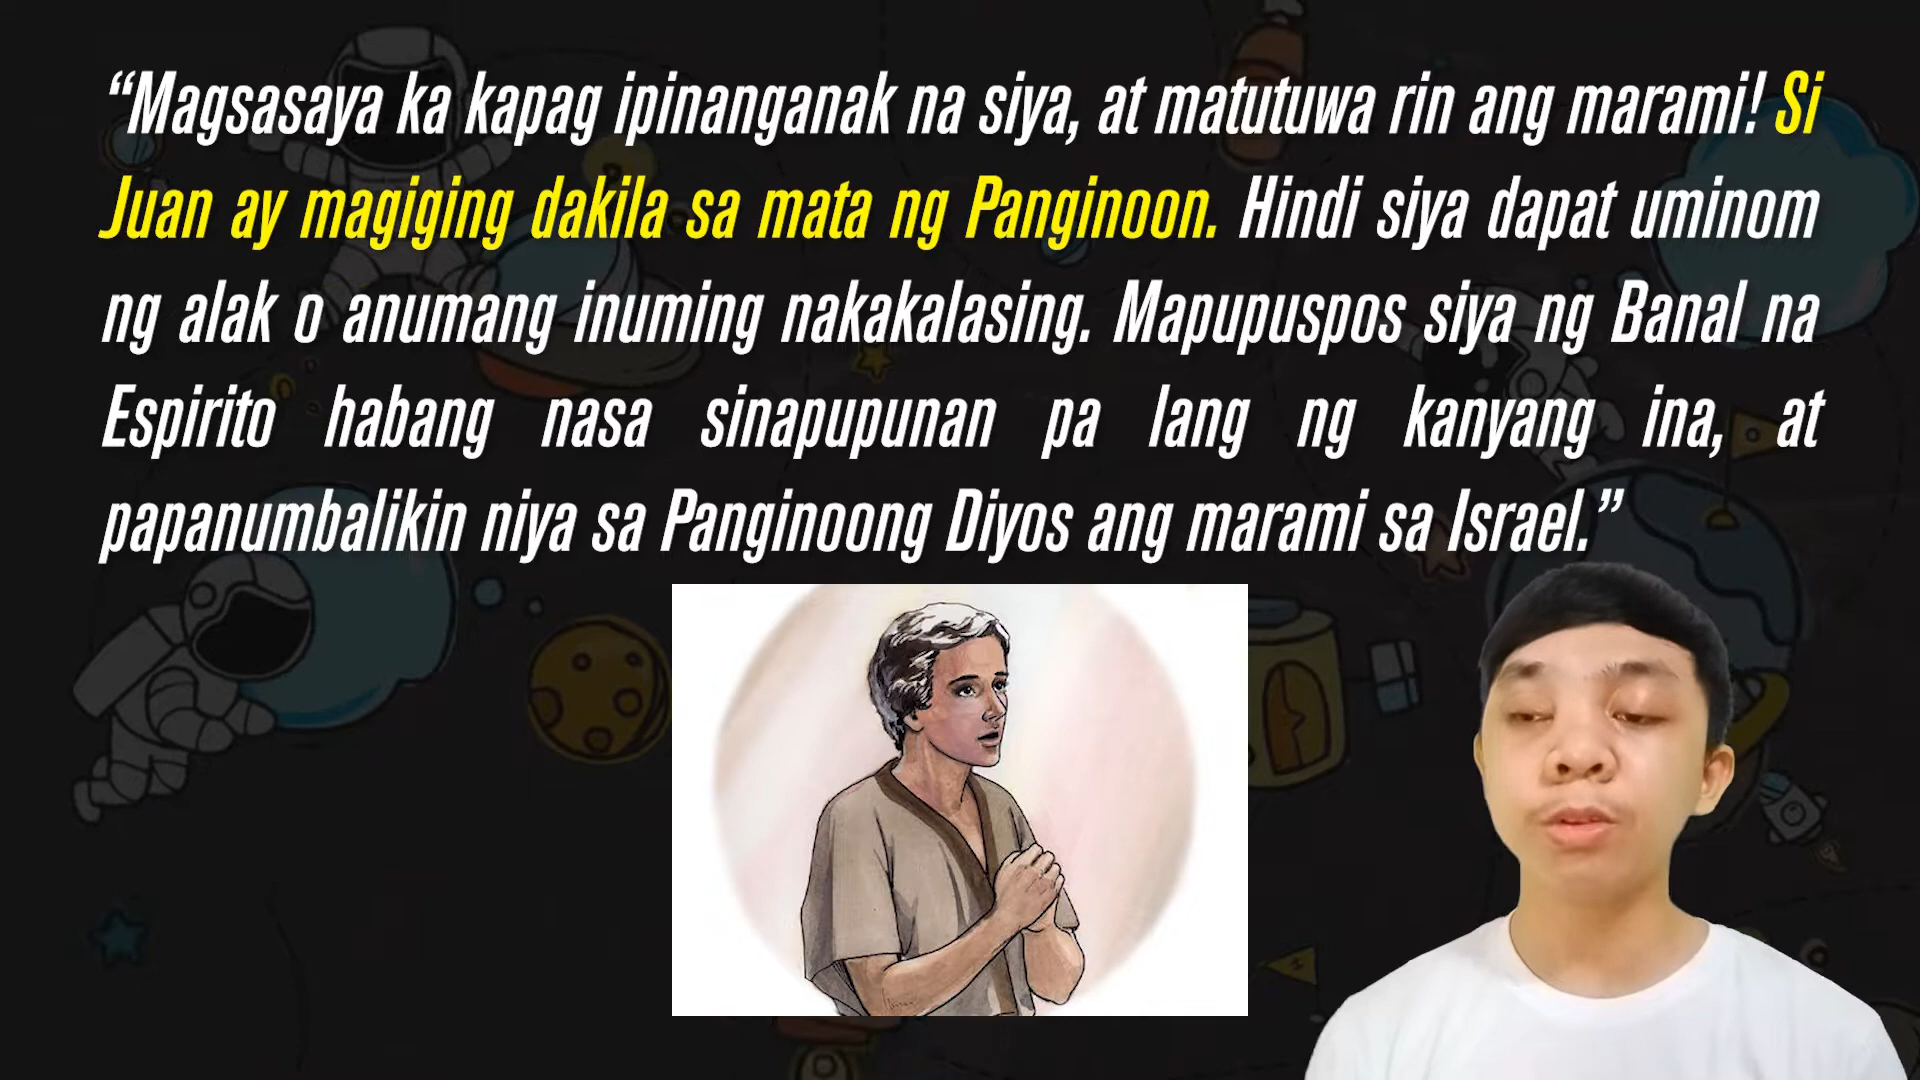 “Magsasaya ka kapag ipinanganak na siya, at matutuwa rin ang marami! Si
Juan ay magiging dakila sa mata ng Panginoon. Hindi siya dapat uminom
ng alak o anumang inuming nakakalasing. Mapupuspos siya ng Banal na
Espirito habang nasa sinapupunan pa lang ng kanyang ina, at
papanumbalikin niya sa Panginoong Diyos ang marami sa Israel.”